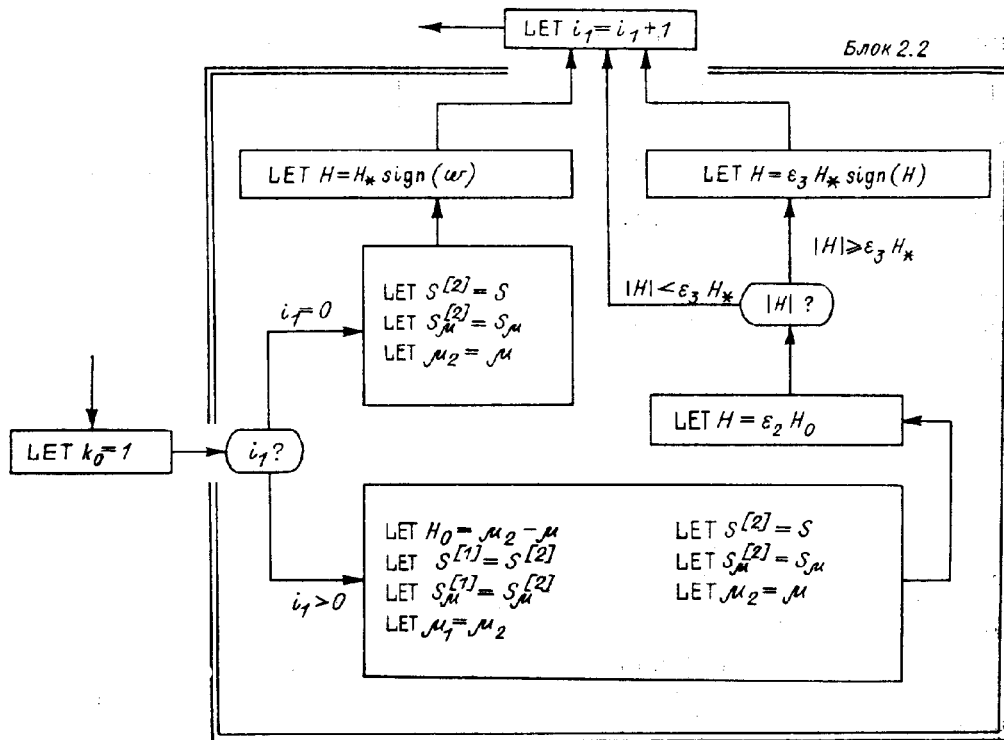 LET i₁ = i₁ + 1
Блок 2.2
LET H = H* sign (w)
LET H = ε₃ H* sign (H)
|H| ≥ ε₃ H*
LET S^[2] = S
LET S_μ^[2] = S_μ
LET μ₂ = μ
i₁ = 0
|H| < ε₃ H*
|H| ?
LET H = ε₂ H₀
LET k₀ = 1
i₁ ?
LET H₀ = μ₂ − μ
LET S^[1] = S^[2]
LET S_μ^[1] = S_μ^[2]
LET μ₁ = μ₂
LET S^[2] = S
LET S_μ^[2] = S_μ
LET μ₂ = μ
i₁ > 0